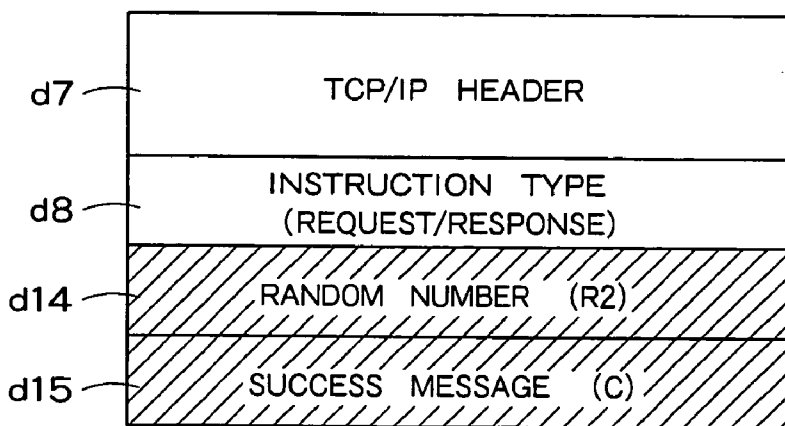 d7 TCP/IP HEADER
d8 INSTRUCTION TYPE
(REQUEST/RESPONSE)
d14 RANDOM NUMBER (R2)
d15 SUCCESS MESSAGE (C)